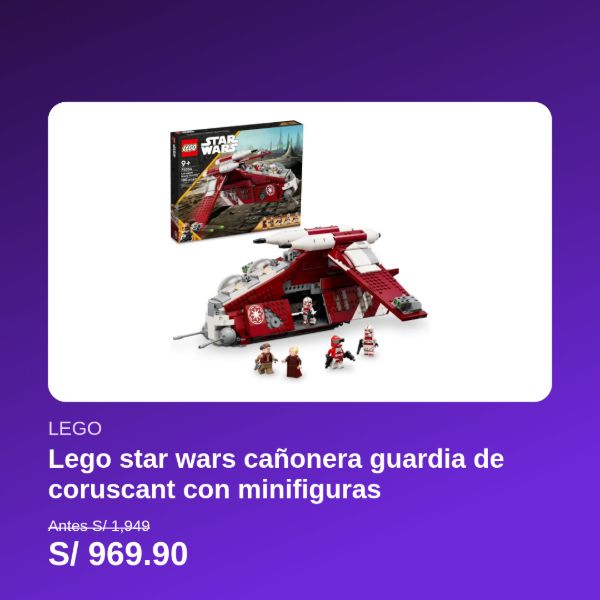 LEGO
STAR
WARS
9+
LEGO
Lego star wars cañonera guardia de
coruscant con minifiguras
Antes S/ 1,949
S/ 969.90